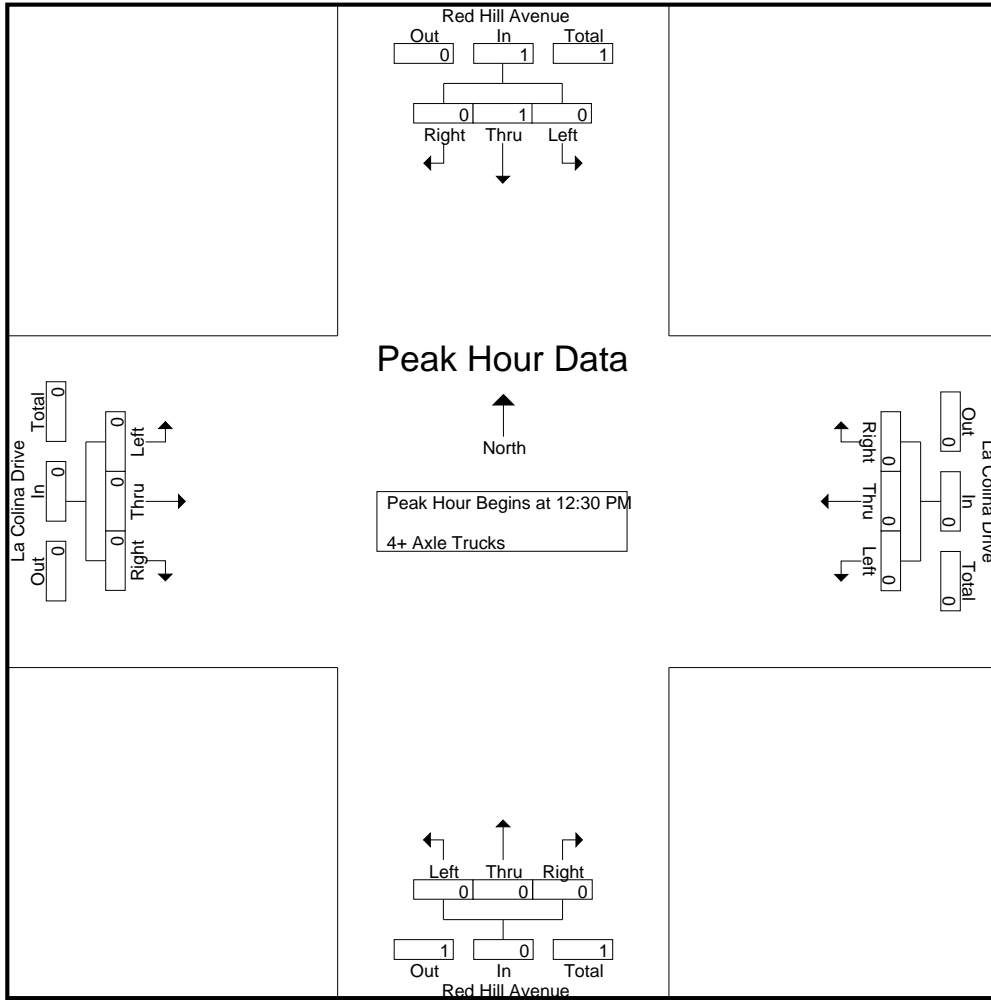 Red Hill Avenue
Out In Total
0 1 1
0 1 0
Right Thru Left
Peak Hour Data
North
Peak Hour Begins at 12:30 PM
4+ Axle Trucks
La Colina Drive
Total In Out
0 0 0
0 0 0
Left Thru Right
Right Thru Left
0 0 0
Out In Total
0 0 0
La Colina Drive
Left Thru Right
0 0 0
1 0 1
Out In Total
Red Hill Avenue